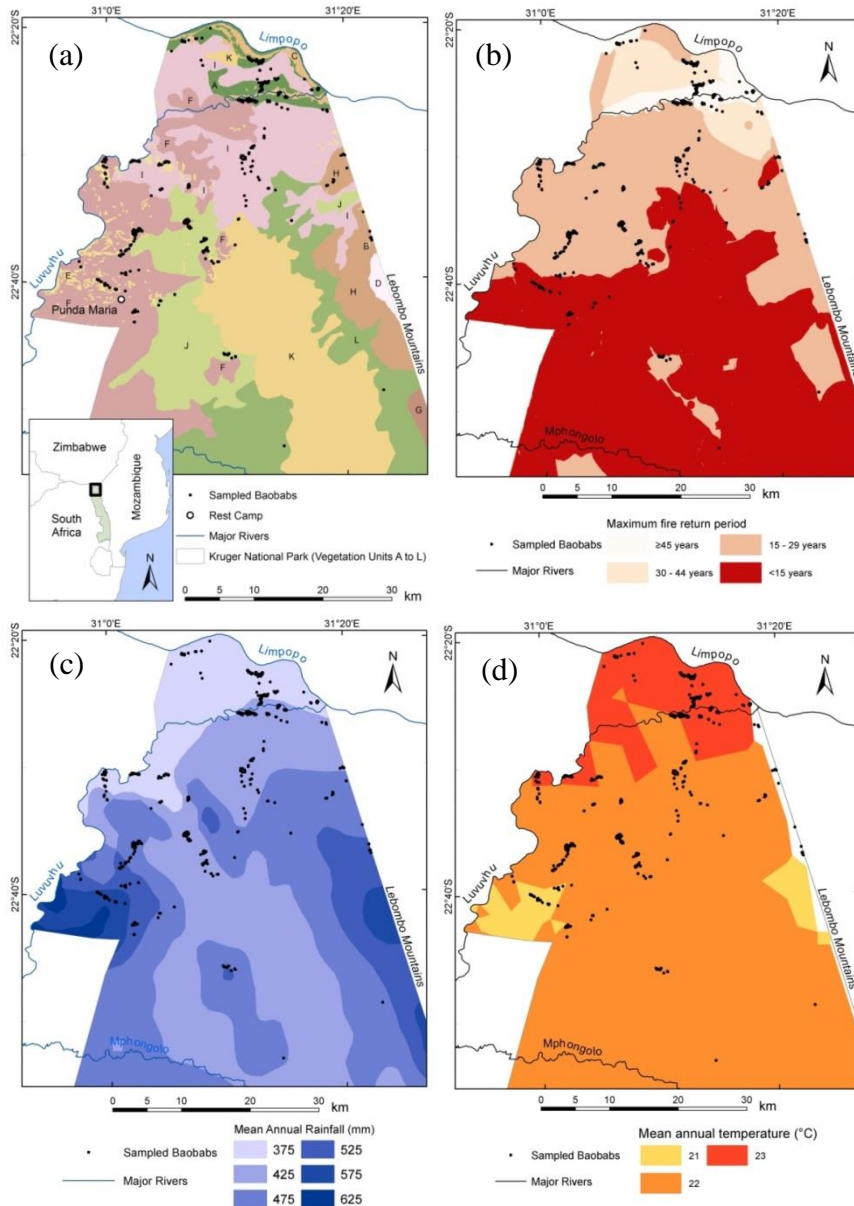 31°0'E
31°20'E
22°20'S
(a)
Limpopo
N
K
C
I
A
F
F
I
I
I
H
J
I
F
B
E
F
D
Punda Maria
H
Luvuvhu
22°40'S
Lebombo Mountains
L
J
K
F
G
Zimbabwe
Mozambique
South
Africa
N
Sampled Baobabs
Rest Camp
Major Rivers
Kruger National Park (Vegetation Units A to L)
0 5 10 20 30
km
31°0'E
31°20'E
22°20'S
(b)
Limpopo
N
Luvuvhu
22°40'S
Lebombo Mountains
Mphongolo
0 5 10 20 30
km
Maximum fire return period
Sampled Baobabs
Major Rivers
≥45 years
15 - 29 years
30 - 44 years
<15 years
31°0'E
31°20'E
22°20'S
(c)
Limpopo
N
Luvuvhu
22°40'S
Lebombo Mountains
Mphongolo
0 5 10 20 30
km
Mean Annual Rainfall (mm)
Sampled Baobabs
Major Rivers
375
525
425
575
475
625
31°0'E
31°20'E
22°20'S
(d)
Limpopo
N
Luvuvhu
22°40'S
Lebombo Mountains
Mphongolo
0 5 10 20 30
km
Mean annual temperature (°C)
Sampled Baobabs
Major Rivers
21
23
22